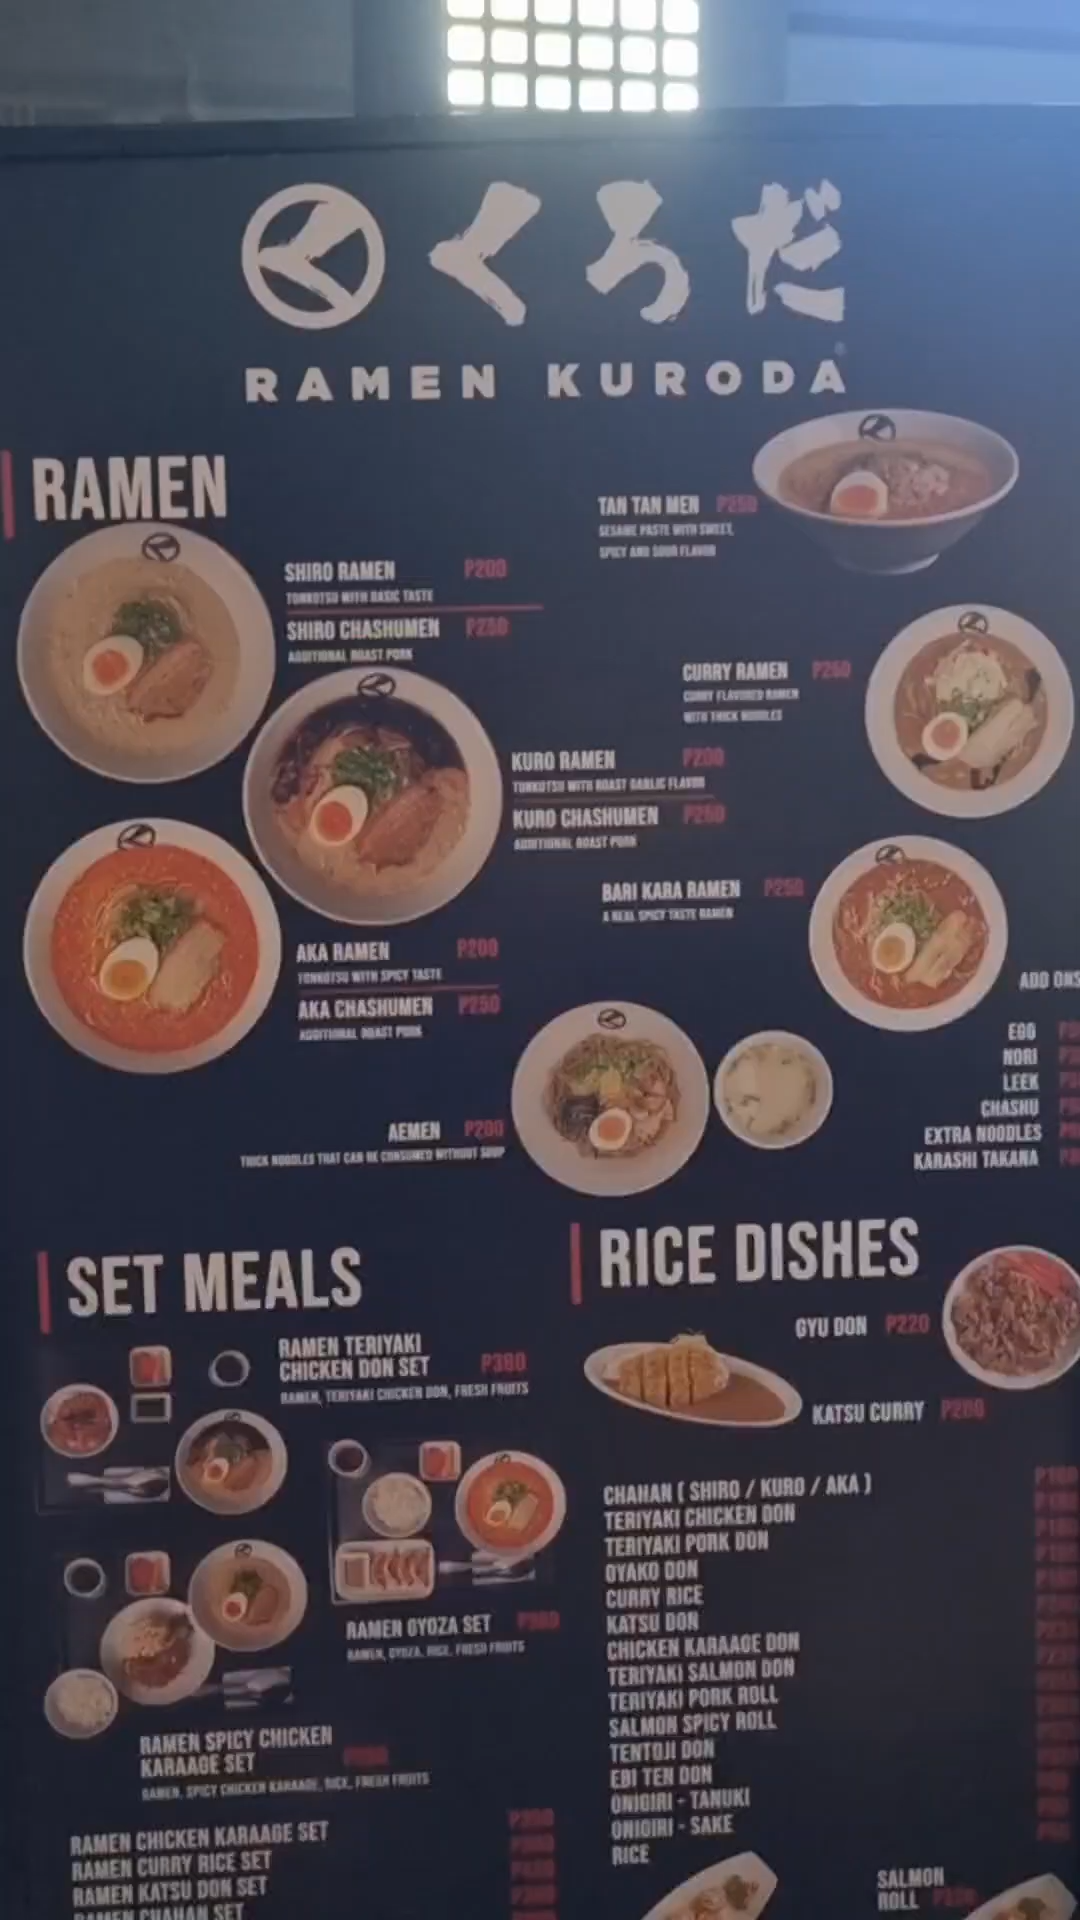 くろだ
RAMEN KURODA
RAMEN
SHIRO RAMEN P200
TONKOTSU WITH BASIC TASTE
SHIRO CHASHUMEN P250
ADDITIONAL ROAST PORK
TAN TAN MEN P250
SESAME PASTE WITH SWEET,
SPICY AND SOUR FLAVOR
CURRY RAMEN P250
CURRY FLAVORED RAMEN
WITH THICK NOODLES
KURO RAMEN P200
TONKOTSU WITH ROAST GARLIC FLAVOR
KURO CHASHUMEN P250
ADDITIONAL ROAST PORK
BARI KARA RAMEN P250
A REAL SPICY TASTE RAMEN
AKA RAMEN P200
TONKOTSU WITH SPICY TASTE
AKA CHASHUMEN P250
ADDITIONAL ROAST PORK
AEMEN P200
THICK NOODLES THAT CAN BE CONSUMED WITHOUT SOUP
ADD ONS
EGG
NORI
LEEK
CHASHU
EXTRA NOODLES
KARASHI TAKANA
SET MEALS
RAMEN TERIYAKI
CHICKEN DON SET
RAMEN, TERIYAKI CHICKEN DON, FRESH FRUITS
RAMEN GYOZA SET
RAMEN, GYOZA, RICE, FRESH FRUITS
RAMEN SPICY CHICKEN
KARAAGE SET
RAMEN, SPICY CHICKEN KARAAGE, RICE, FRESH FRUITS
RAMEN CHICKEN KARAAGE SET
RAMEN CURRY RICE SET
RAMEN KATSU DON SET
RAMEN CHAHAN SET
RICE DISHES
GYU DON P220
KATSU CURRY
CHAHAN ( SHIRO / KURO / AKA )
TERIYAKI CHICKEN DON
TERIYAKI PORK DON
OYAKO DON
CURRY RICE
KATSU DON
CHICKEN KARAAGE DON
TERIYAKI SALMON DON
TERIYAKI PORK ROLL
SALMON SPICY ROLL
TENTOJI DON
EBI TEN DON
ONIGIRI - TANUKI
ONIGIRI - SAKE
RICE
SALMON
ROLL